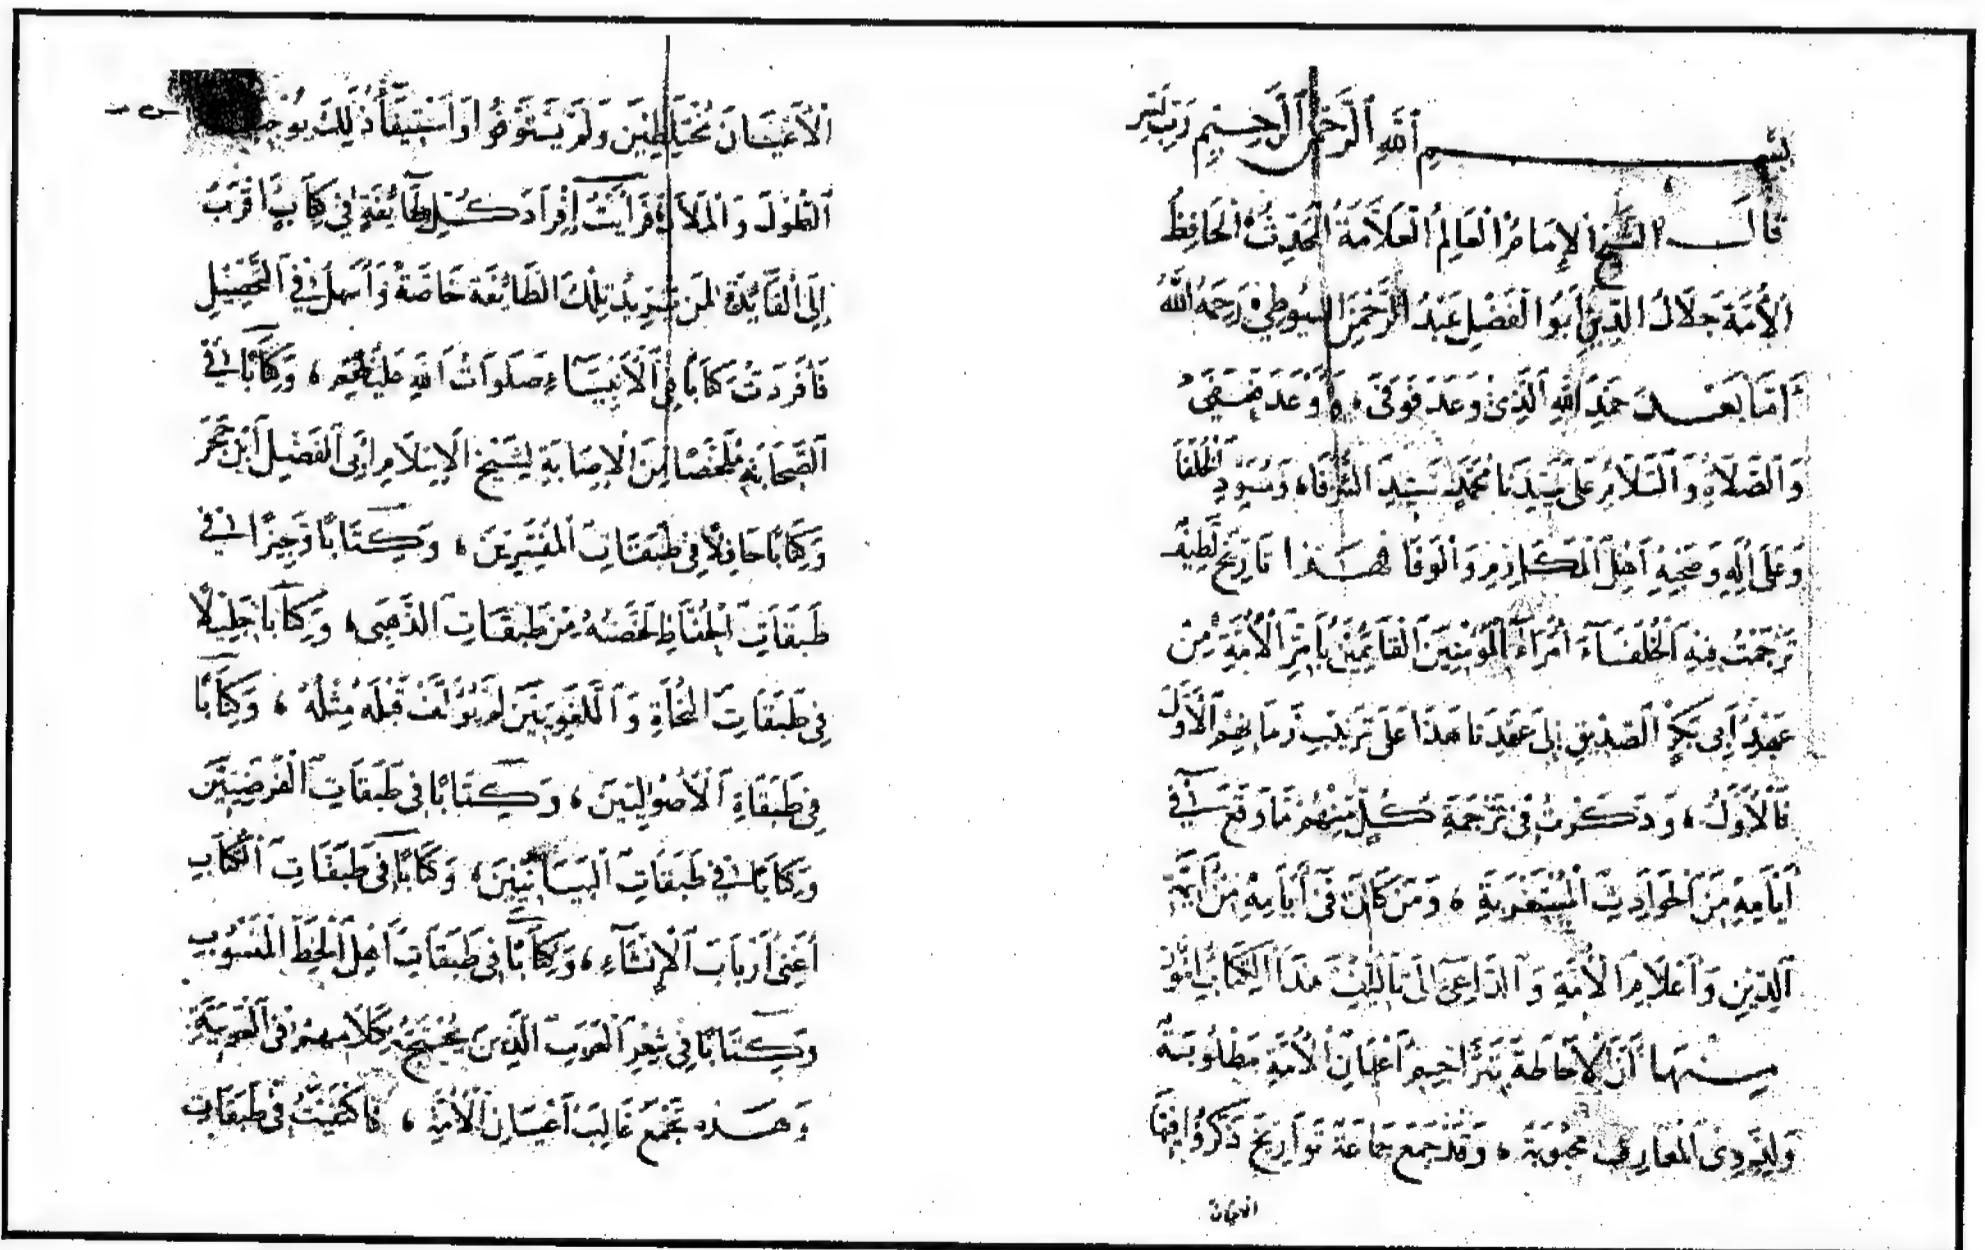 بسم الله الرحمن الرحيم رب يسر
قال الشيخ الإمام العالم العلامة المحدث الحافظ
الأمة جلال الدين أبو الفضل عبد الرحمن السيوطي رحمه الله
أما بعد حمد الله الذي وعد فوفى، وأوعد فعفى
والصلاة والسلام على سيدنا محمد سيد الشرفاء، ومسود الخلفا
وعلى آله وصحبه أهل المكارم والوفا فهذا تاريخ لطيف
ترجمت فيه الخلفاء أمراء المؤمنين القائمين بأمر الأمة من
عهد أبي بكر الصديق إلى عهدنا هذا على ترتيب زمانهم الأول
فالأول، وذكرت في ترجمة كل منهم ما وقع في
أيامه من الحوادث المستغربة، ومن كان في أيامه من أئمة
الدين وأعلام الأمة والداعي إلى تأليف هذا الكتاب أمور
منها أن الإحاطة بتراجم أعيان الأمة مطلوبة
ولذوي المعارف محبوبة، وقد جمع جماعة تواريخ ذكروا فيها
الأعيان
الأعيان مختلطين ولم يستوفوا واستيفاء ذلك يوجب
الطول والملالة فرأيت إفراد كل طائفة في كتاب أقرب
إلى الفائدة لمن يريد تلك الطائفة خاصة وأسهل في التحصيل
فأفردت كتابا في الأنبياء صلوات الله عليهم، وكتابا في
الصحابة ملخصا من الإصابة لشيخ الإسلام أبي الفضل ابن حجر
وكتابا حافلا في طبقات المفسرين، وكتابا وجيزا في
طبقات الحفاظ لخصته من طبقات الذهبي، وكتابا جليلا
في طبقات النحاة واللغويين لم يؤلف قبله مثله، وكتابا
في طبقاة الأصوليين، وكتابا في طبقات الفرضيين
وكتابا في طبقات البيانيين، وكتابا في طبقات الكتاب
أعني أرباب الإنشاء، وكتابا في طبقات أهل الخط المنسوب
وكتابا في شعر العرب الذين يحتج بكلامهم في العربية
وهذه تجمع غالب أعيان الأمة، فاكتفيت في طبقات